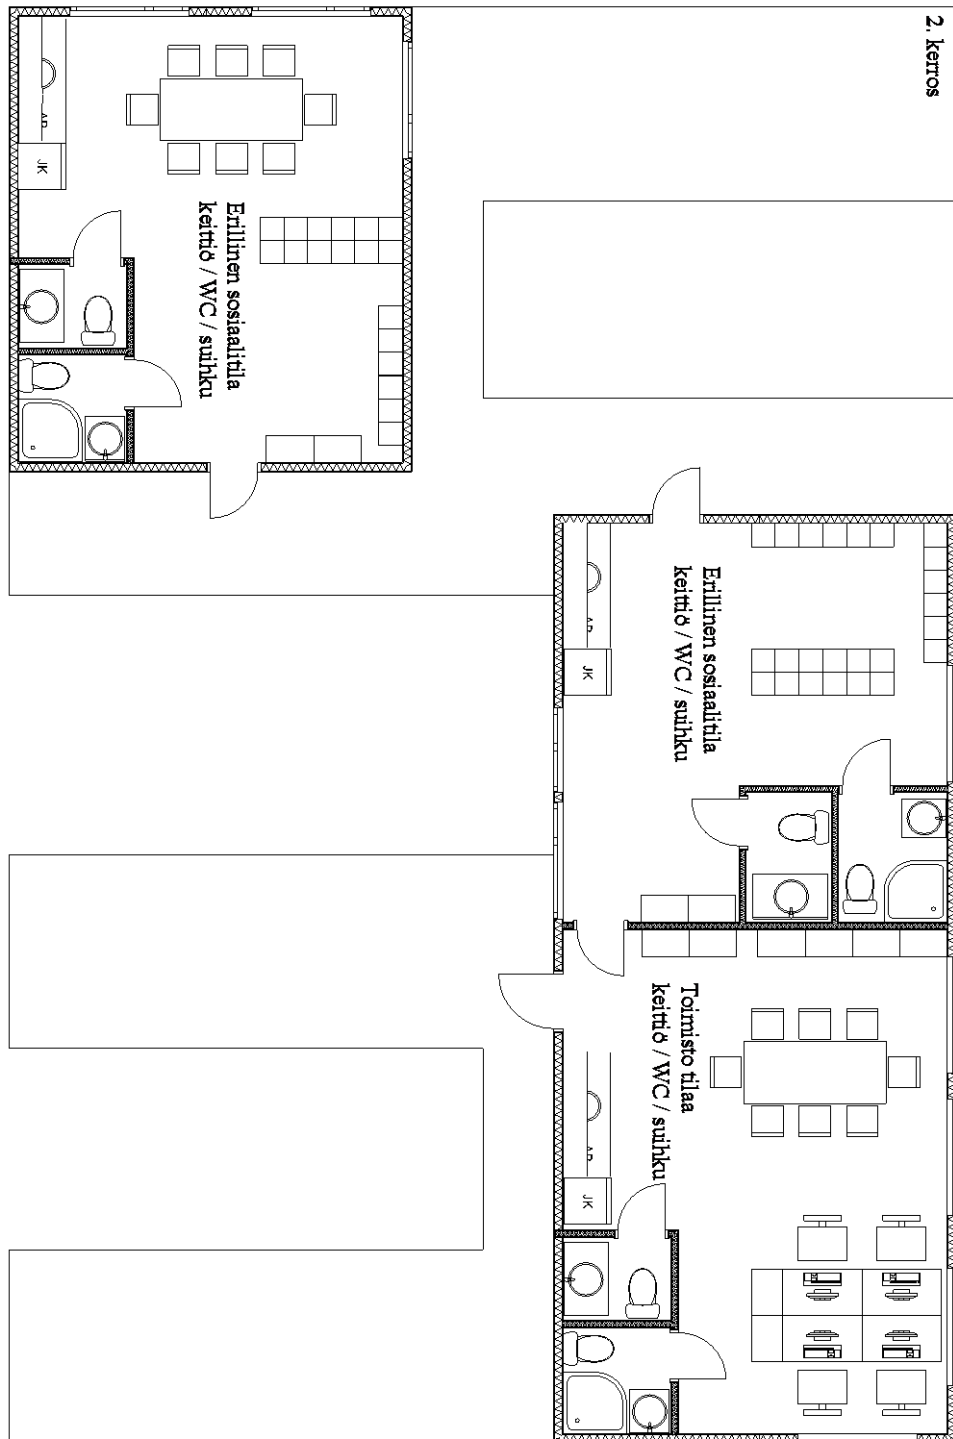 2. kerros
JK
Erillinen sosiaalitila
keittiö / WC / suihku
JK
Erillinen sosiaalitila
keittiö / WC / suihku
JK
Toimisto tilaa
keittiö / WC / suihku